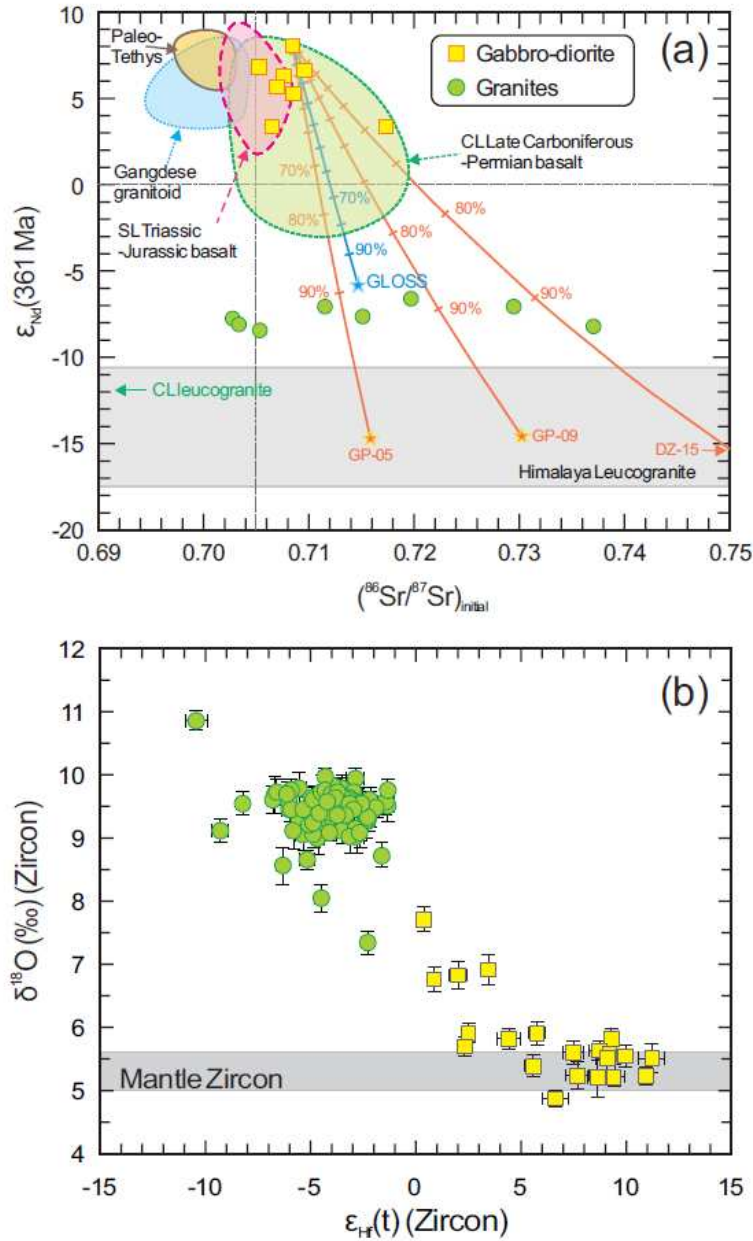 (a)
Paleo-
Tethys
Gabbro-diorite
Granites
Gangdese
granitoid
SL Triassic
-Jurassic basalt
CL Late Carboniferous
-Permian basalt
70%
70%
80%
80%
80%
90%
90%
90%
90%
GLOSS
CL leucogranite
GP-05
GP-09
DZ-15
Himalaya Leucogranite
εNd(361 Ma)
10
5
0
-5
-10
-15
-20
0.69
0.70
0.71
0.72
0.73
0.74
0.75
(⁸⁶Sr/⁸⁷Sr)initial
(b)
Mantle Zircon
δ¹⁸O (‰) (Zircon)
12
11
10
9
8
7
6
5
4
-15
-10
-5
0
5
10
15
εHf(t) (Zircon)